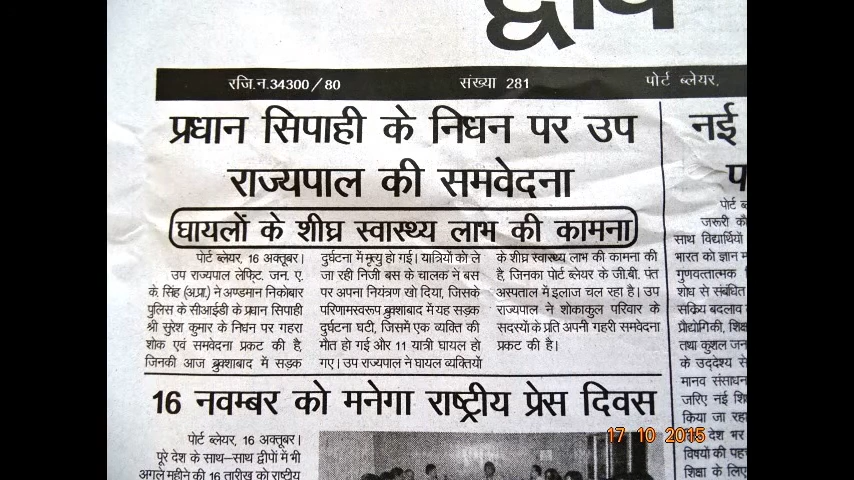 रजि.न.34300/80 संख्या 281 पोर्ट ब्लेयर,
प्रधान सिपाही के निधन पर उप
राज्यपाल की समवेदना
घायलों के शीघ्र स्वास्थ्य लाभ की कामना
पोर्ट ब्लेयर, 16 अक्तूबर।
उप राज्यपाल लेफ्टि. जन. ए.
के. सिंह (अ.प्रा.) ने अण्डमान निकोबार
पुलिस के सीआईडी के प्रधान सिपाही
श्री सुरेश कुमार के निधन पर गहरा
शोक एवं समवेदना प्रकट की है,
जिनकी आज ब्रुक्शाबाद में सड़क
दुर्घटना में मृत्यु हो गई। यात्रियों को ले
जा रही निजी बस के चालक ने बस
पर अपना नियंत्रण खो दिया, जिसके
परिणामस्वरूप ब्रुक्शाबाद में यह सड़क
दुर्घटना घटी, जिसमें एक व्यक्ति की
मौत हो गई और 11 यात्री घायल हो
गए। उप राज्यपाल ने घायल व्यक्तियों
के शीघ्र स्वास्थ्य लाभ की कामना की
है, जिनका पोर्ट ब्लेयर के जी.बी. पंत
अस्पताल में इलाज चल रहा है। उप
राज्यपाल ने शोकाकुल परिवार के
सदस्यों के प्रति अपनी गहरी समवेदना
प्रकट की है।
16 नवम्बर को मनेगा राष्ट्रीय प्रेस दिवस
पोर्ट ब्लेयर, 16 अक्तूबर।
पूरे देश के साथ-साथ द्वीपों में भी
अगले महीने की 16 तारीख को राष्ट्रीय
नई
पोर्ट
जरूरी
साथ विद्यार्थियों
भारत को ज्ञान
गुणवत्तात्मक
शोध से संबंधित
सक्रिय बदलाव
प्रौद्योगिकी,
तथा कुशल
के उद्देश्य से
मानव संसाधन
जरिए नई
किया जा रहा
देश भर
विषयों की
शिक्षा के लिए
17 10 2015